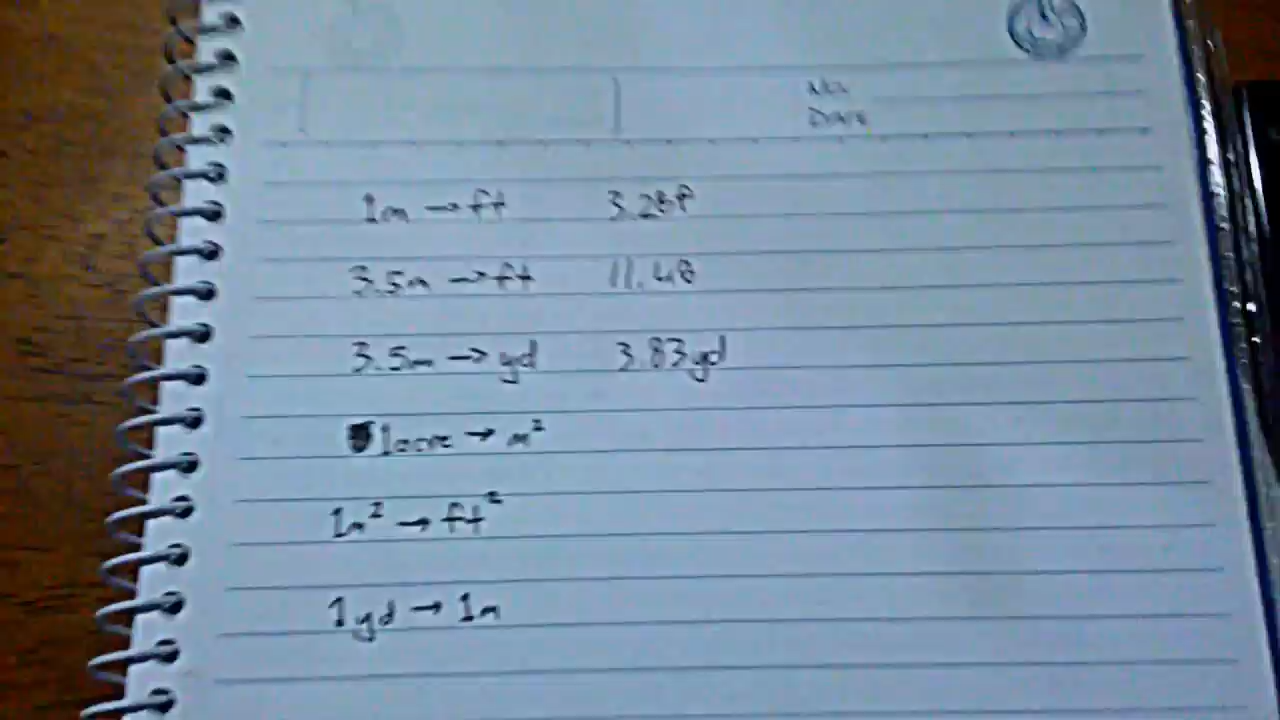 No.
Date
1m → ft 3.28f
3.5m → ft 11.48
3.5m → yd 3.83yd
1acre → m²
1m² → ft²
1yd → 1m